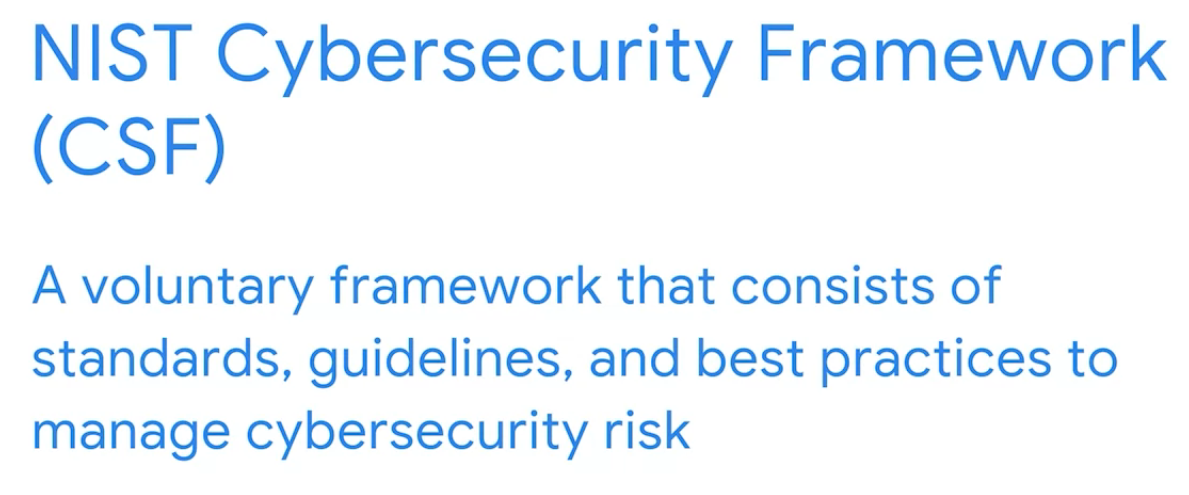 NIST Cybersecurity Framework
(CSF)
A voluntary framework that consists of
standards, guidelines, and best practices to
manage cybersecurity risk